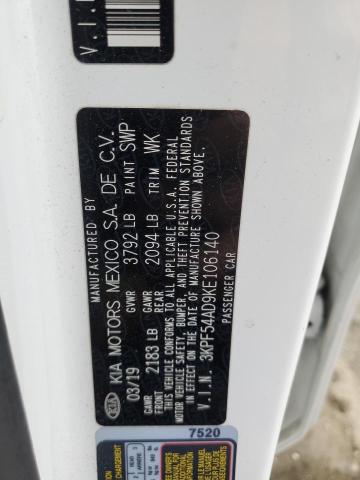 V.I.
MANUFACTURED BY
KIA MOTORS MEXICO S.A. DE C.V.
03/19 GVWR 3792 LB PAINT SWP
GAWR FRONT 2183 LB GAWR REAR 2094 LB TRIM WK
THIS VEHICLE CONFORMS TO ALL APPLICABLE U.S.A. FEDERAL
MOTOR VEHICLE SAFETY, BUMPER, AND THEFT PREVENTION STANDARDS
IN EFFECT ON THE DATE OF MANUFACTURE SHOWN ABOVE.
V.I.N. 3KPF54AD9KE106140
PASSENGER CAR
KIA
7520